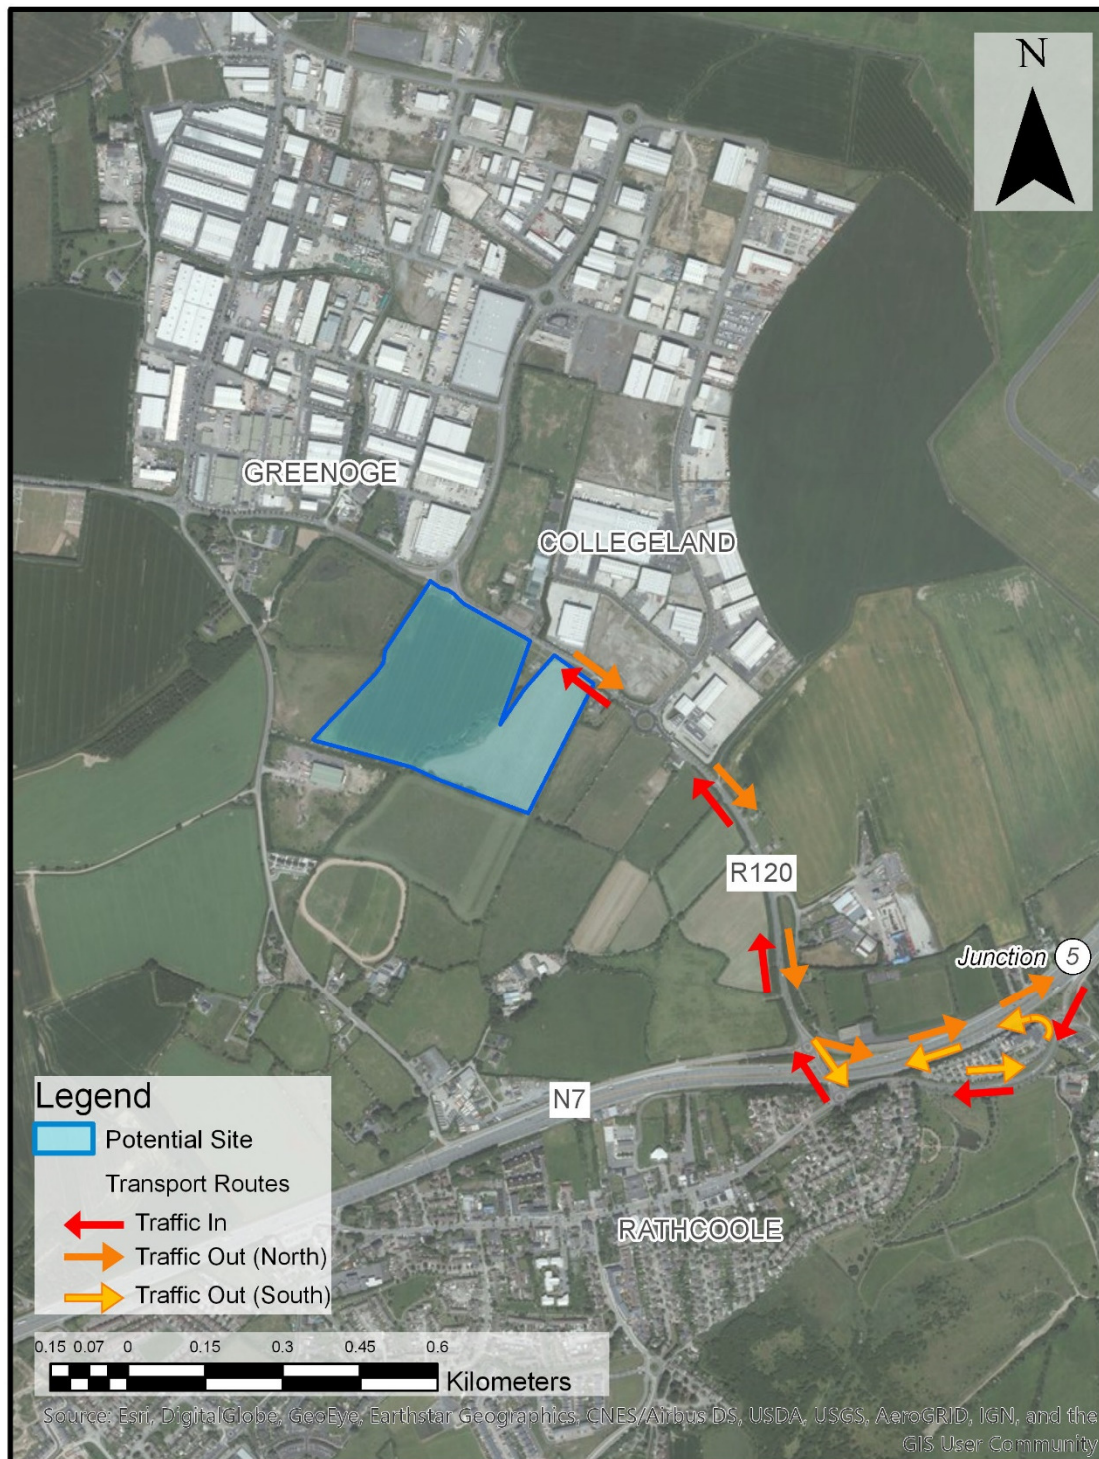 N
GREENOGE
COLLEGELAND
R120
Junction 5
N7
RATHCOOLE
Legend
Potential Site
Transport Routes
Traffic In
Traffic Out (North)
Traffic Out (South)
0.15 0.07 0 0.15 0.3 0.45 0.6
Kilometers
Source: Esri, DigitalGlobe, GeoEye, Earthstar Geographics, CNES/Airbus DS, USDA, USGS, AeroGRID, IGN, and the
GIS User Community